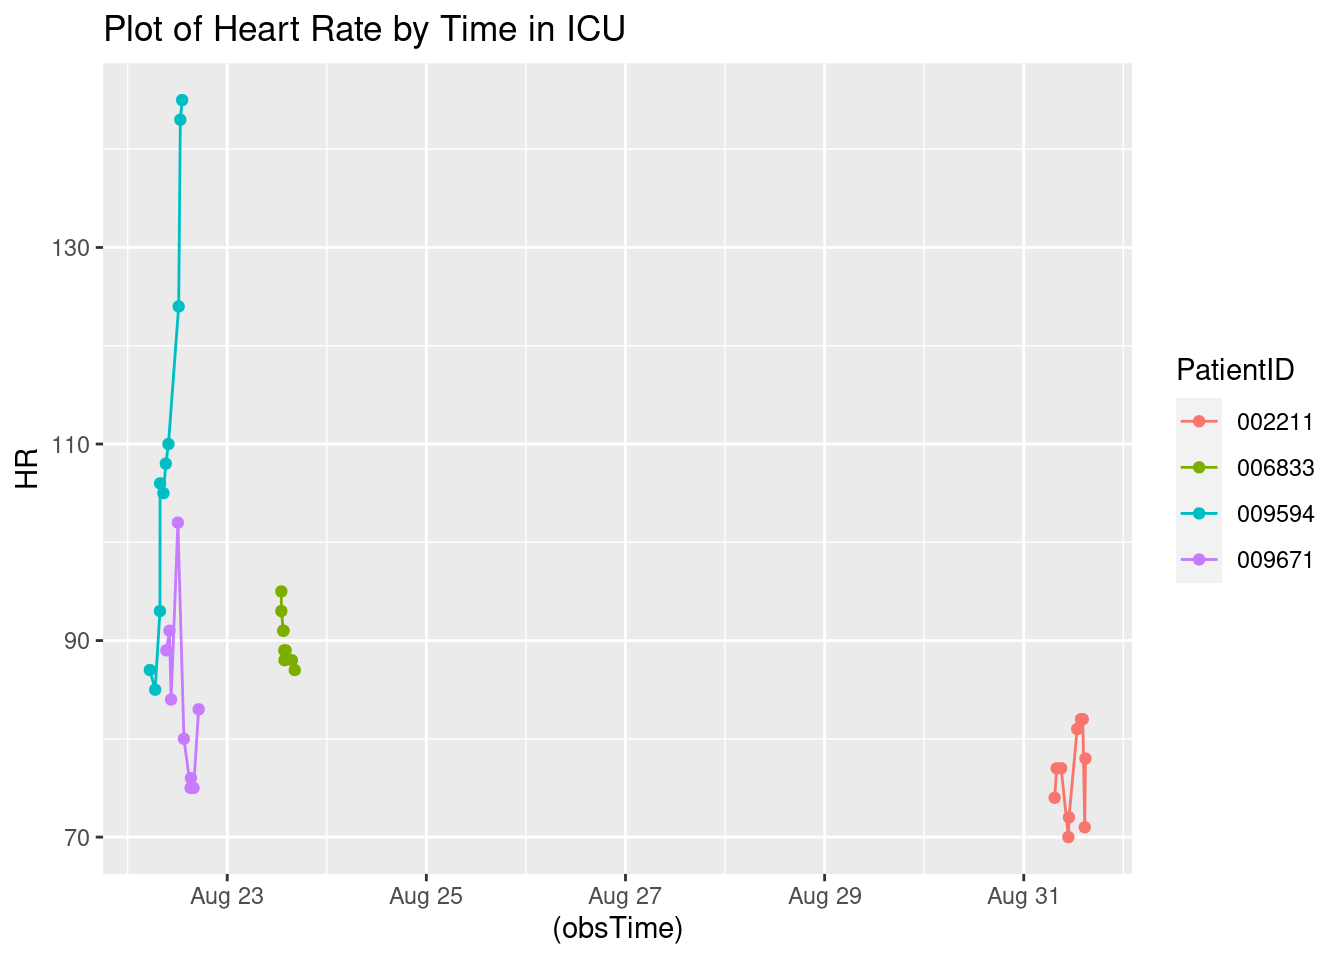 Plot of Heart Rate by Time in ICU
HR
130
110
90
70
Aug 23 Aug 25 Aug 27 Aug 29 Aug 31
(obsTime)
PatientID
002211
006833
009594
009671